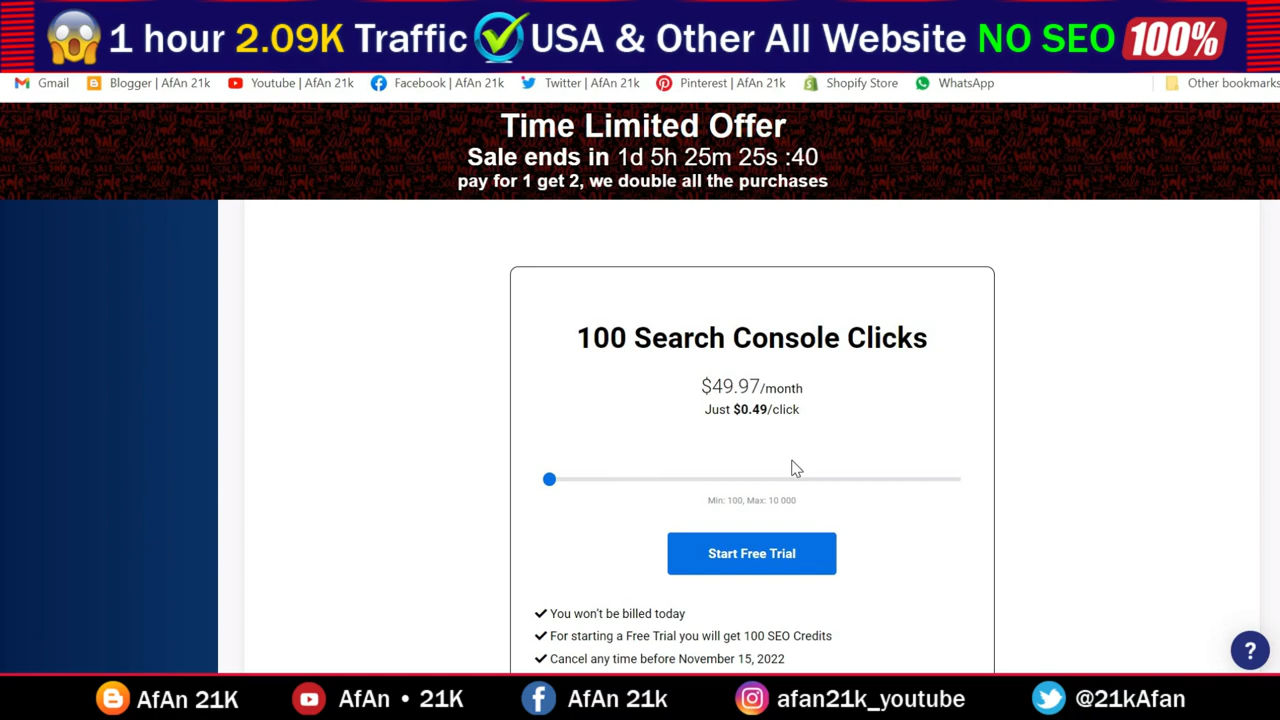 1 hour 2.09K Traffic USA & Other All Website NO SEO 100%
Gmail Blogger | AfAn 21k Youtube | AfAn 21k Facebook | AfAn 21k Twitter | AfAn 21k Pinterest | AfAn 21k Shopify Store WhatsApp Other bookmarks
Time Limited Offer
Sale ends in 1d 5h 25m 25s :40
pay for 1 get 2, we double all the purchases
100 Search Console Clicks
$49.97/month
Just $0.49/click
Min: 100, Max: 10 000
Start Free Trial
You won't be billed today
For starting a Free Trial you will get 100 SEO Credits
Cancel any time before November 15, 2022
?
AfAn 21K AfAn • 21K AfAn 21k afan21k_youtube @21kAfan